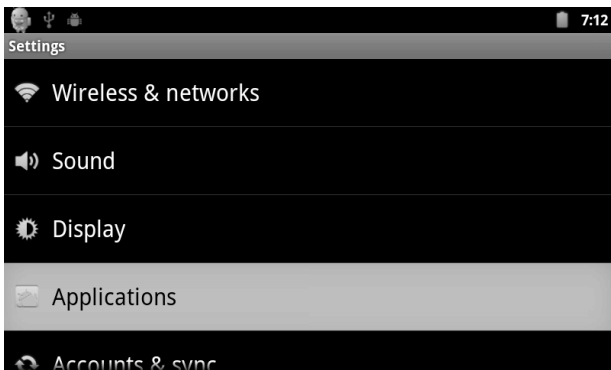 7:12
Settings
Wireless & networks
Sound
Display
Applications
Accounts & sync